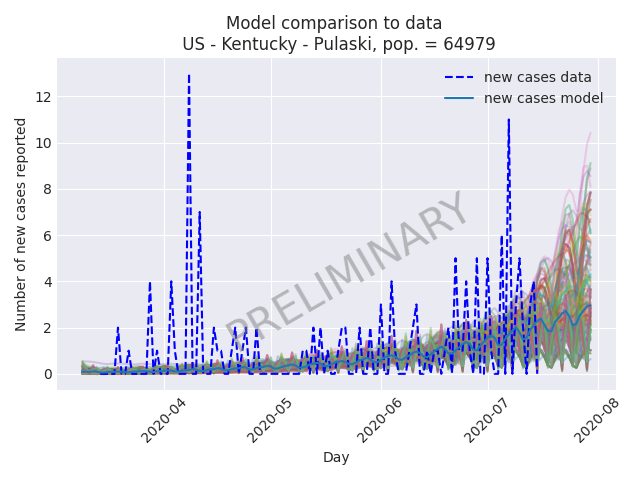 Model comparison to data
US - Kentucky - Pulaski, pop. = 64979
new cases data
new cases model
Number of new cases reported
12
10
8
6
4
2
0
PRELIMINARY
2020-04
2020-05
2020-06
2020-07
2020-08
Day